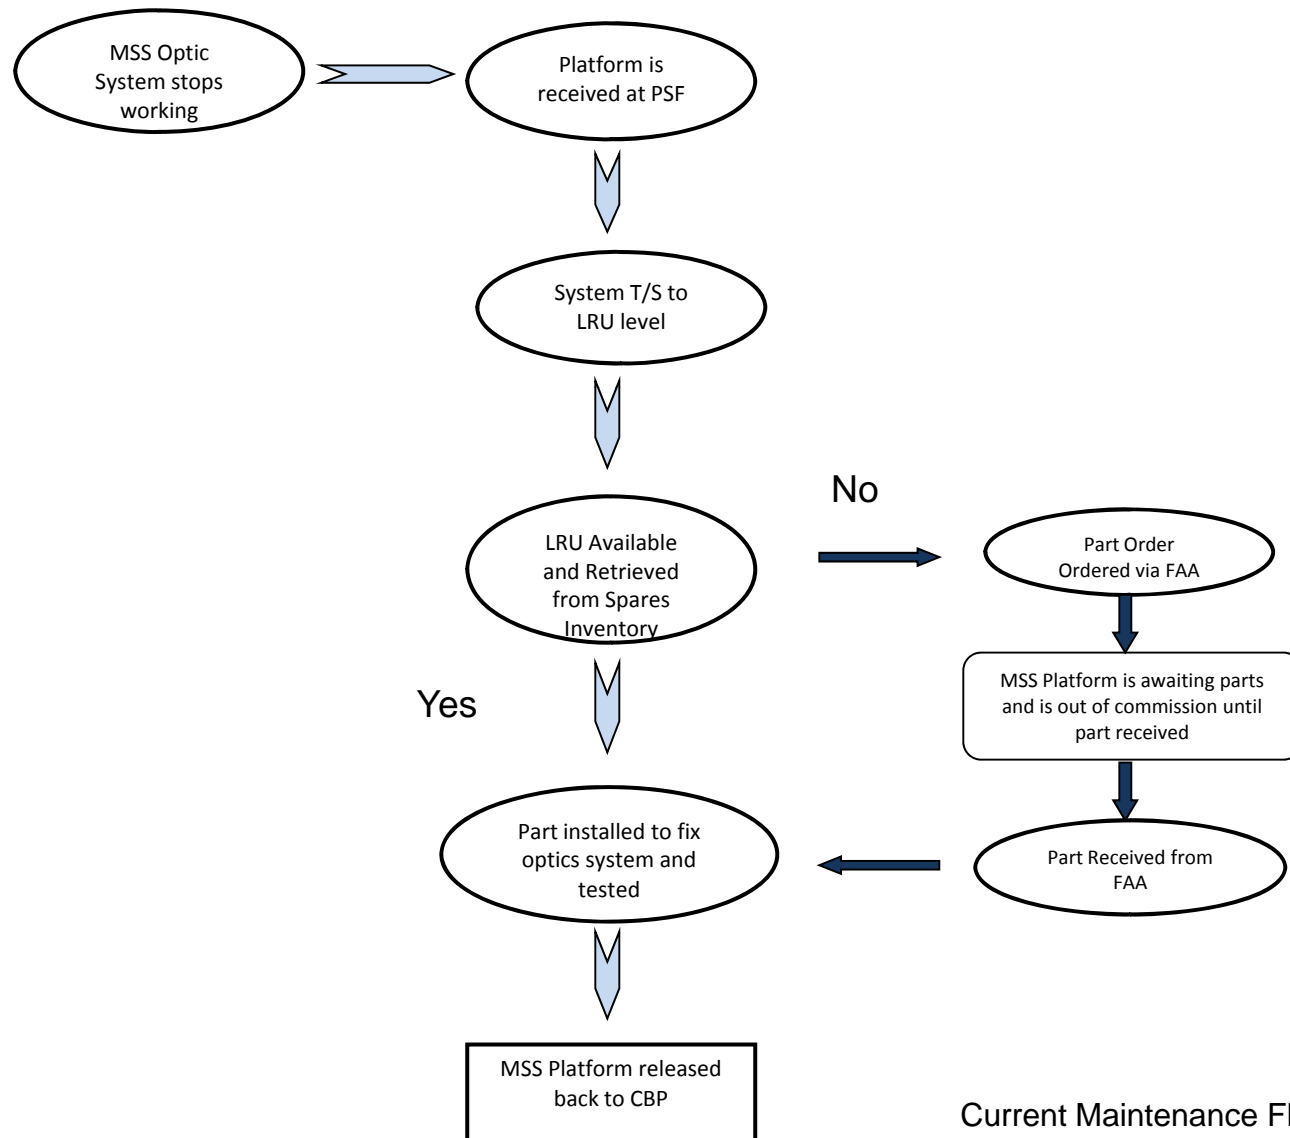 MSS Optic
System stops
working
Platform is
received at PSF
System T/S to
LRU level
No
LRU Available
and Retrieved
from Spares
Inventory
Part Order
Ordered via FAA
MSS Platform is awaiting parts
and is out of commission until
part received
Yes
Part installed to fix
optics system and
tested
Part Received from
FAA
MSS Platform released
back to CBP
Current Maintenance